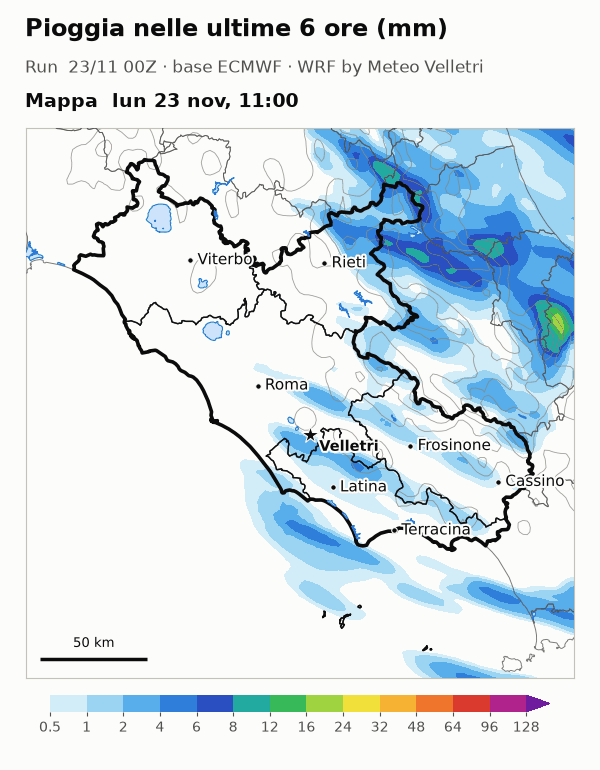 Pioggia nelle ultime 6 ore (mm)
Run  23/11 00Z · base ECMWF · WRF by Meteo Velletri
Mappa  lun 23 nov, 11:00
Viterbo
Rieti
Roma
Velletri
Frosinone
Cassino
Latina
Terracina
50 km
0.5 1 2 4 6 8 12 16 24 32 48 64 96 128